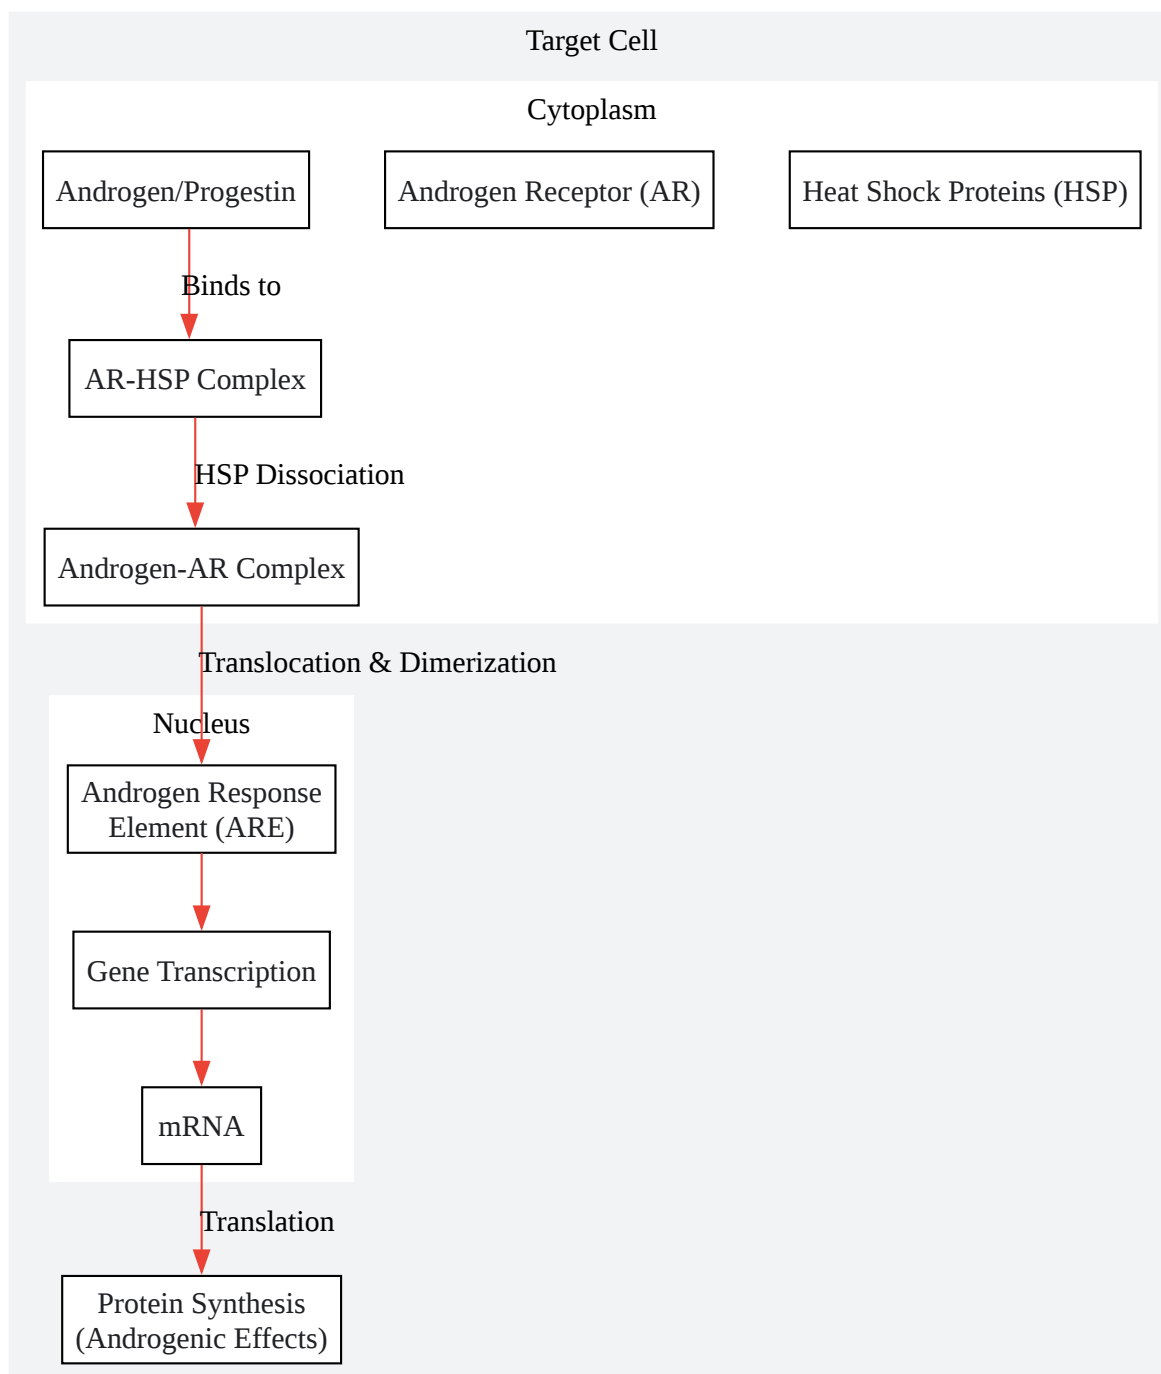 Target Cell
Cytoplasm
Androgen/Progestin
Androgen Receptor (AR)
Heat Shock Proteins (HSP)
Binds to
AR-HSP Complex
HSP Dissociation
Androgen-AR Complex
Translocation & Dimerization
Nucleus
Androgen Response
Element (ARE)
Gene Transcription
mRNA
Translation
Protein Synthesis
(Androgenic Effects)